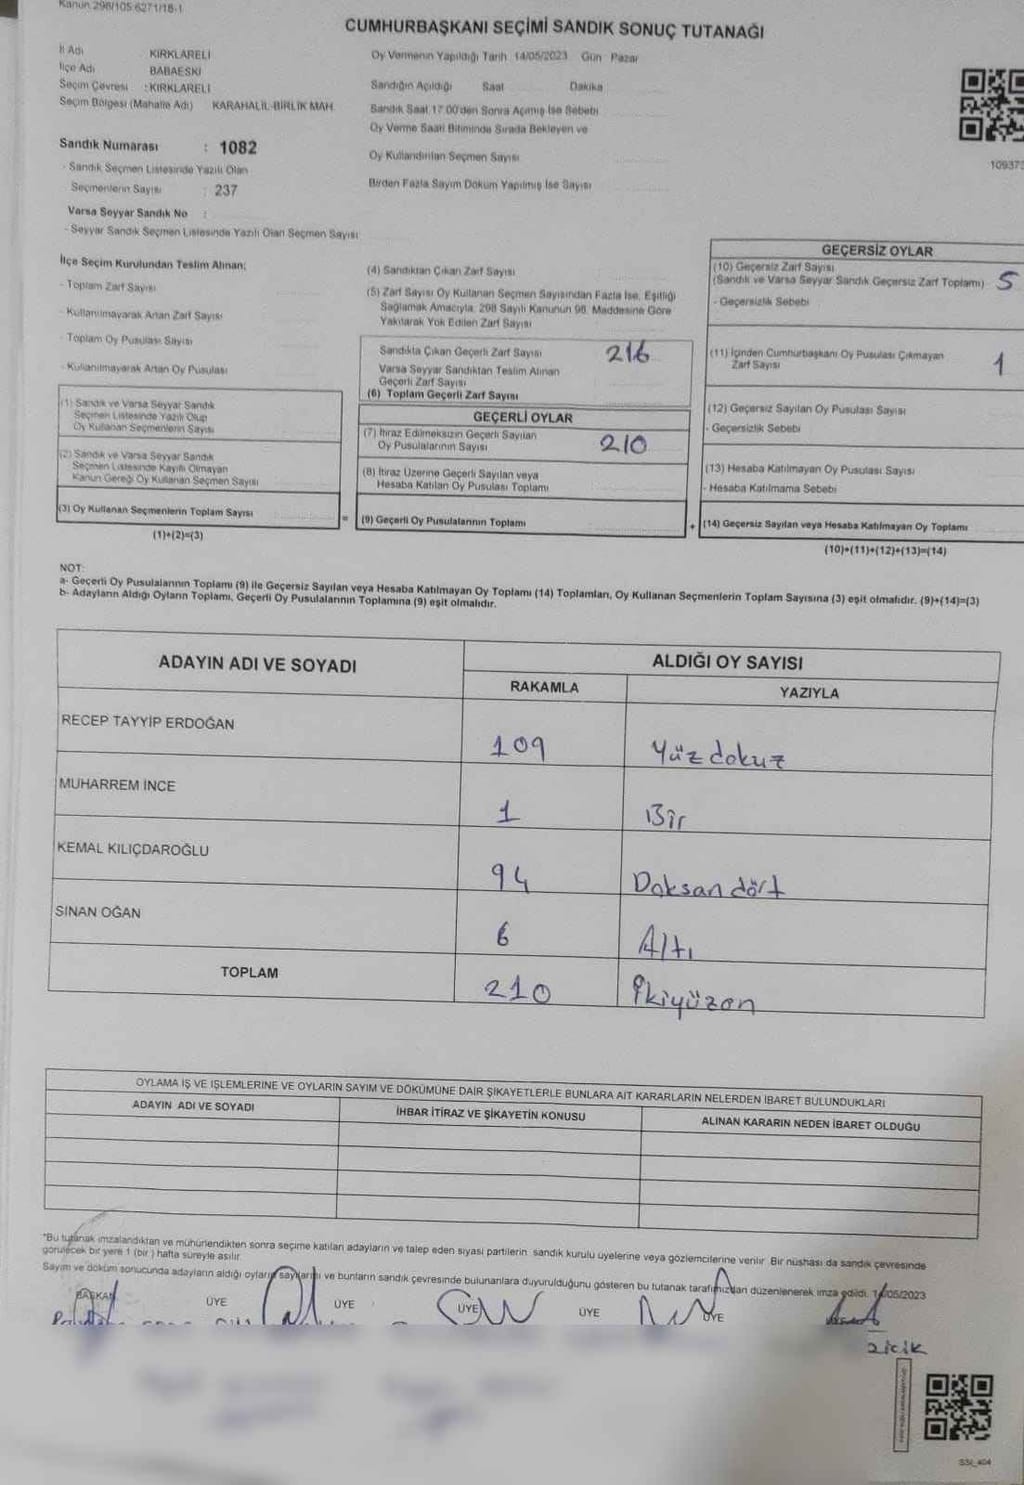 Kanun 298/105 6271/18-1
CUMHURBAŞKANI SEÇİMİ SANDIK SONUÇ TUTANAĞI
İl Adı KIRKLARELİ
İlçe Adı BABAESKİ
Seçim Çevresi : KIRKLARELİ
Seçim Bölgesi (Mahalle Adı) KARAHALİL-BİRLİK MAH.
Sandık Numarası : 1082
- Sandık Seçmen Listesinde Yazılı Olan
Seçmenlerin Sayısı : 237
Varsa Seyyar Sandık No :
- Seyyar Sandık Seçmen Listesinde Yazılı Olan Seçmen Sayısı
Oy Vermenin Yapıldığı Tarih 14/05/2023 Gün Pazar
Sandığın Açıldığı Saat Dakika
Sandık Saat 17:00'den Sonra Açılmış İse Sebebi
Oy Verme Saati Bitiminde Sırada Bekleyen ve
Oy Kullandırılan Seçmen Sayısı
Birden Fazla Sayım Döküm Yapılmış İse Sayısı
10937
İlçe Seçim Kurulundan Teslim Alınan;
- Toplam Zarf Sayısı
- Kullanılmayarak Artan Zarf Sayısı
- Toplam Oy Pusulası Sayısı
- Kullanılmayarak Artan Oy Pusulası
(1) Sandık ve Varsa Seyyar Sandık
Seçmen Listesinde Yazılı Olup
Oy Kullanan Seçmenlerin Sayısı
(2) Sandık ve Varsa Seyyar Sandık
Seçmen Listesinde Kayıtlı Olmayan
Kanun Gereği Oy Kullanan Seçmen Sayısı
(3) Oy Kullanan Seçmenlerin Toplam Sayısı
(1)+(2)=(3)
(4) Sandıktan Çıkan Zarf Sayısı
(5) Zarf Sayısı Oy Kullanan Seçmen Sayısından Fazla İse, Eşitliği
Sağlamak Amacıyla, 298 Sayılı Kanunun 98. Maddesine Göre
Yakılarak Yok Edilen Zarf Sayısı
Sandıkta Çıkan Geçerli Zarf Sayısı 216
Varsa Seyyar Sandıktan Teslim Alınan
Geçerli Zarf Sayısı
(6) Toplam Geçerli Zarf Sayısı
GEÇERLİ OYLAR
(7) İtiraz Edilmeksizin Geçerli Sayılan
Oy Pusulalarının Sayısı 210
(8) İtiraz Üzerine Geçerli Sayılan veya
Hesaba Katılan Oy Pusulası Toplamı
= (9) Geçerli Oy Pusulalarının Toplamı
GEÇERSİZ OYLAR
(10) Geçersiz Zarf Sayısı
(Sandık ve Varsa Seyyar Sandık Geçersiz Zarf Toplamı) 5
- Geçersizlik Sebebi
(11) İçinden Cumhurbaşkanı Oy Pusulası Çıkmayan
Zarf Sayısı 1
(12) Geçersiz Sayılan Oy Pusulası Sayısı
- Geçersizlik Sebebi
(13) Hesaba Katılmayan Oy Pusulası Sayısı
- Hesaba Katılmama Sebebi
+ (14) Geçersiz Sayılan veya Hesaba Katılmayan Oy Toplamı
(10)+(11)+(12)+(13)=(14)
NOT:
a- Geçerli Oy Pusulalarının Toplamı (9) ile Geçersiz Sayılan veya Hesaba Katılmayan Oy Toplamı (14) Toplamları, Oy Kullanan Seçmenlerin Toplam Sayısına (3) eşit olmalıdır. (9)+(14)=(3)
b- Adayların Aldığı Oyların Toplamı, Geçerli Oy Pusulalarının Toplamına (9) eşit olmalıdır.
ADAYIN ADI VE SOYADI
ALDIĞI OY SAYISI
RAKAMLA YAZIYLA
RECEP TAYYİP ERDOĞAN 109 Yüz dokuz
MUHARREM İNCE 1 Bir
KEMAL KILIÇDAROĞLU 94 Doksan dört
SİNAN OĞAN 6 Altı
TOPLAM 210 İkiyüzon
OYLAMA İŞ VE İŞLEMLERİNE VE OYLARIN SAYIM VE DÖKÜMÜNE DAİR ŞİKAYETLERLE BUNLARA AİT KARARLARIN NELERDEN İBARET BULUNDUKLARI
ADAYIN ADI VE SOYADI İHBAR İTİRAZ VE ŞİKAYETİN KONUSU ALINAN KARARIN NEDEN İBARET OLDUĞU
*Bu tutanak imzalandıktan ve mühürlendikten sonra seçime katılan adayların ve talep eden siyasi partilerin sandık kurulu üyelerine veya gözlemcilerine verilir. Bir nüshası da sandık çevresinde
görülecek bir yere 1 (bir) hafta süreyle asılır.
Sayım ve döküm sonucunda adayların aldığı oyların sayılarını ve bunların sandık çevresinde bulunanlara duyurulduğunu gösteren bu tutanak tarafımızdan düzenlenerek imza edildi. 14/05/2023
BAŞKAN ÜYE ÜYE ÜYE ÜYE ÜYE
SSI_404